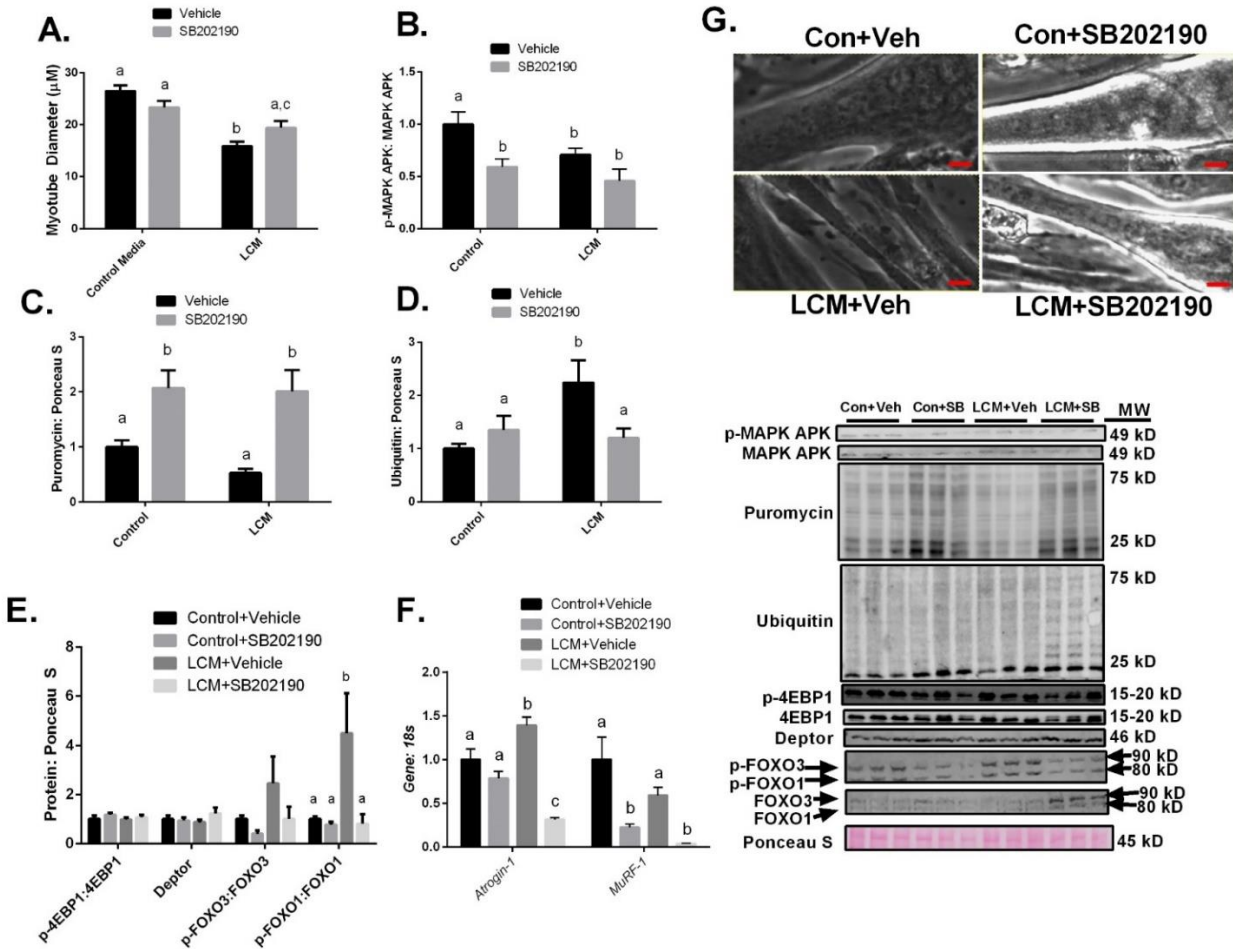 A.
Vehicle
SB202190
Myotube Diameter (µM)
30
20
10
0
a
a
b
a,c
Control Media
LCM
B.
Vehicle
SB202190
p-MAPK APK: MAPK APK
1.5
1.0
0.5
0.0
a
b
b
b
Control
LCM
C.
Vehicle
SB202190
Puromycin: Ponceau S
3
2
1
0
a
b
a
b
Control
LCM
D.
Vehicle
SB202190
Ubiquitin: Ponceau S
3
2
1
0
a
a
b
a
Control
LCM
E.
Control+Vehicle
Control+SB202190
LCM+Vehicle
LCM+SB202190
Protein: Ponceau S
8
6
4
2
0
a
a
b
a
p-4EBP1:4EBP1
Deptor
p-FOXO3:FOXO3
p-FOXO1:FOXO1
F.
Control+Vehicle
Control+SB202190
LCM+Vehicle
LCM+SB202190
Gene: 18s
2.0
1.5
1.0
0.5
0.0
a
a
b
c
a
b
a
b
Atrogin-1
MuRF-1
G.
Con+Veh
Con+SB202190
LCM+Veh
LCM+SB202190
Con+Veh Con+SB LCM+Veh LCM+SB MW
p-MAPK APK 49 kD
MAPK APK 49 kD
75 kD
Puromycin
25 kD
75 kD
Ubiquitin
25 kD
p-4EBP1 15-20 kD
4EBP1 15-20 kD
Deptor 46 kD
90 kD
p-FOXO3 80 kD
p-FOXO1
FOXO3 90 kD
80 kD
FOXO1
Ponceau S 45 kD